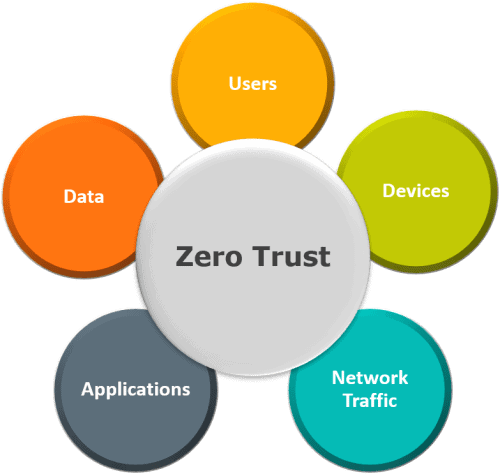 Users
Data
Devices
Zero Trust
Applications
Network
Traffic